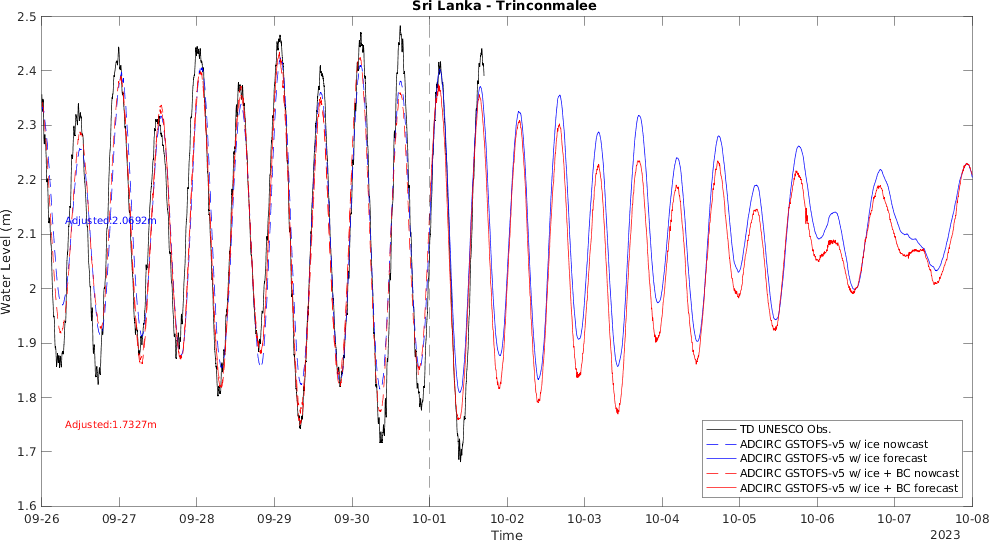 Sri Lanka - Trinconmalee
2.5
2.4
2.3
2.2
2.1
2
1.9
1.8
1.7
1.6
Water Level (m)
Adjusted:2.0692m
Adjusted:1.7327m
TD UNESCO Obs.
ADCIRC GSTOFS-v5 w/ ice nowcast
ADCIRC GSTOFS-v5 w/ ice forecast
ADCIRC GSTOFS-v5 w/ ice + BC nowcast
ADCIRC GSTOFS-v5 w/ ice + BC forecast
09-26 09-27 09-28 09-29 09-30 10-01 10-02 10-03 10-04 10-05 10-06 10-07 10-08
Time
2023